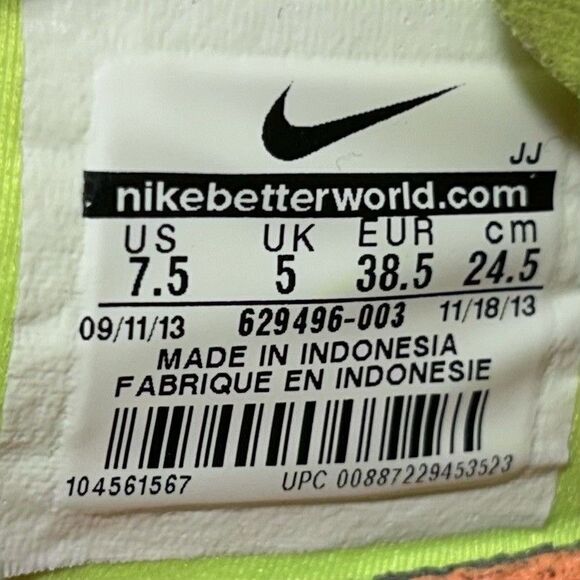 JJ
nikebetterworld.com
US UK EUR cm
7.5 5 38.5 24.5
09/11/13 629496-003 11/18/13
MADE IN INDONESIA
FABRIQUE EN INDONESIE
104561567 UPC 00887229453523